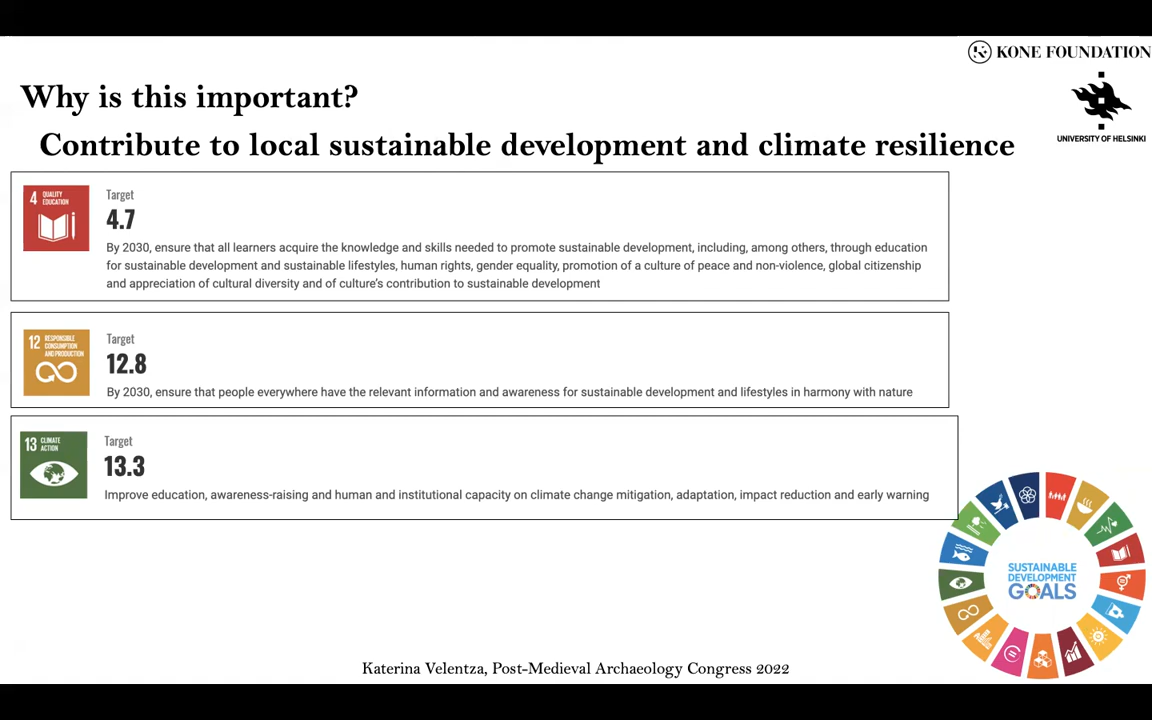 KONE FOUNDATION
Why is this important?
UNIVERSITY OF HELSINKI
Contribute to local sustainable development and climate resilience
4 QUALITY
EDUCATION
Target
4.7
By 2030, ensure that all learners acquire the knowledge and skills needed to promote sustainable development, including, among others, through education
for sustainable development and sustainable lifestyles, human rights, gender equality, promotion of a culture of peace and non-violence, global citizenship
and appreciation of cultural diversity and of culture's contribution to sustainable development
12 RESPONSIBLE
CONSUMPTION
AND PRODUCTION
Target
12.8
By 2030, ensure that people everywhere have the relevant information and awareness for sustainable development and lifestyles in harmony with nature
13 CLIMATE
ACTION
Target
13.3
Improve education, awareness-raising and human and institutional capacity on climate change mitigation, adaptation, impact reduction and early warning
SUSTAINABLE
DEVELOPMENT
GOALS
Katerina Velentza, Post-Medieval Archaeology Congress 2022